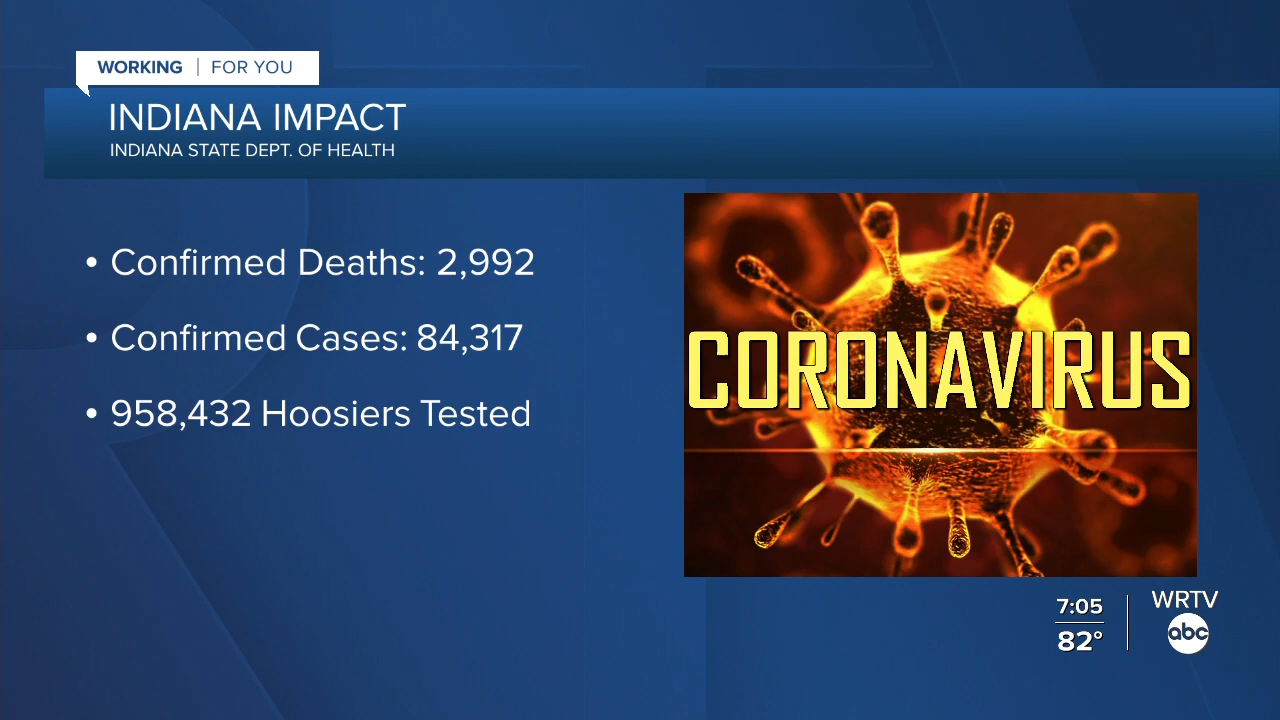 WORKING | FOR YOU
INDIANA IMPACT
INDIANA STATE DEPT. OF HEALTH
• Confirmed Deaths: 2,992
• Confirmed Cases: 84,317
• 958,432 Hoosiers Tested
CORONAVIRUS
7:05
82°
WRTV
abc